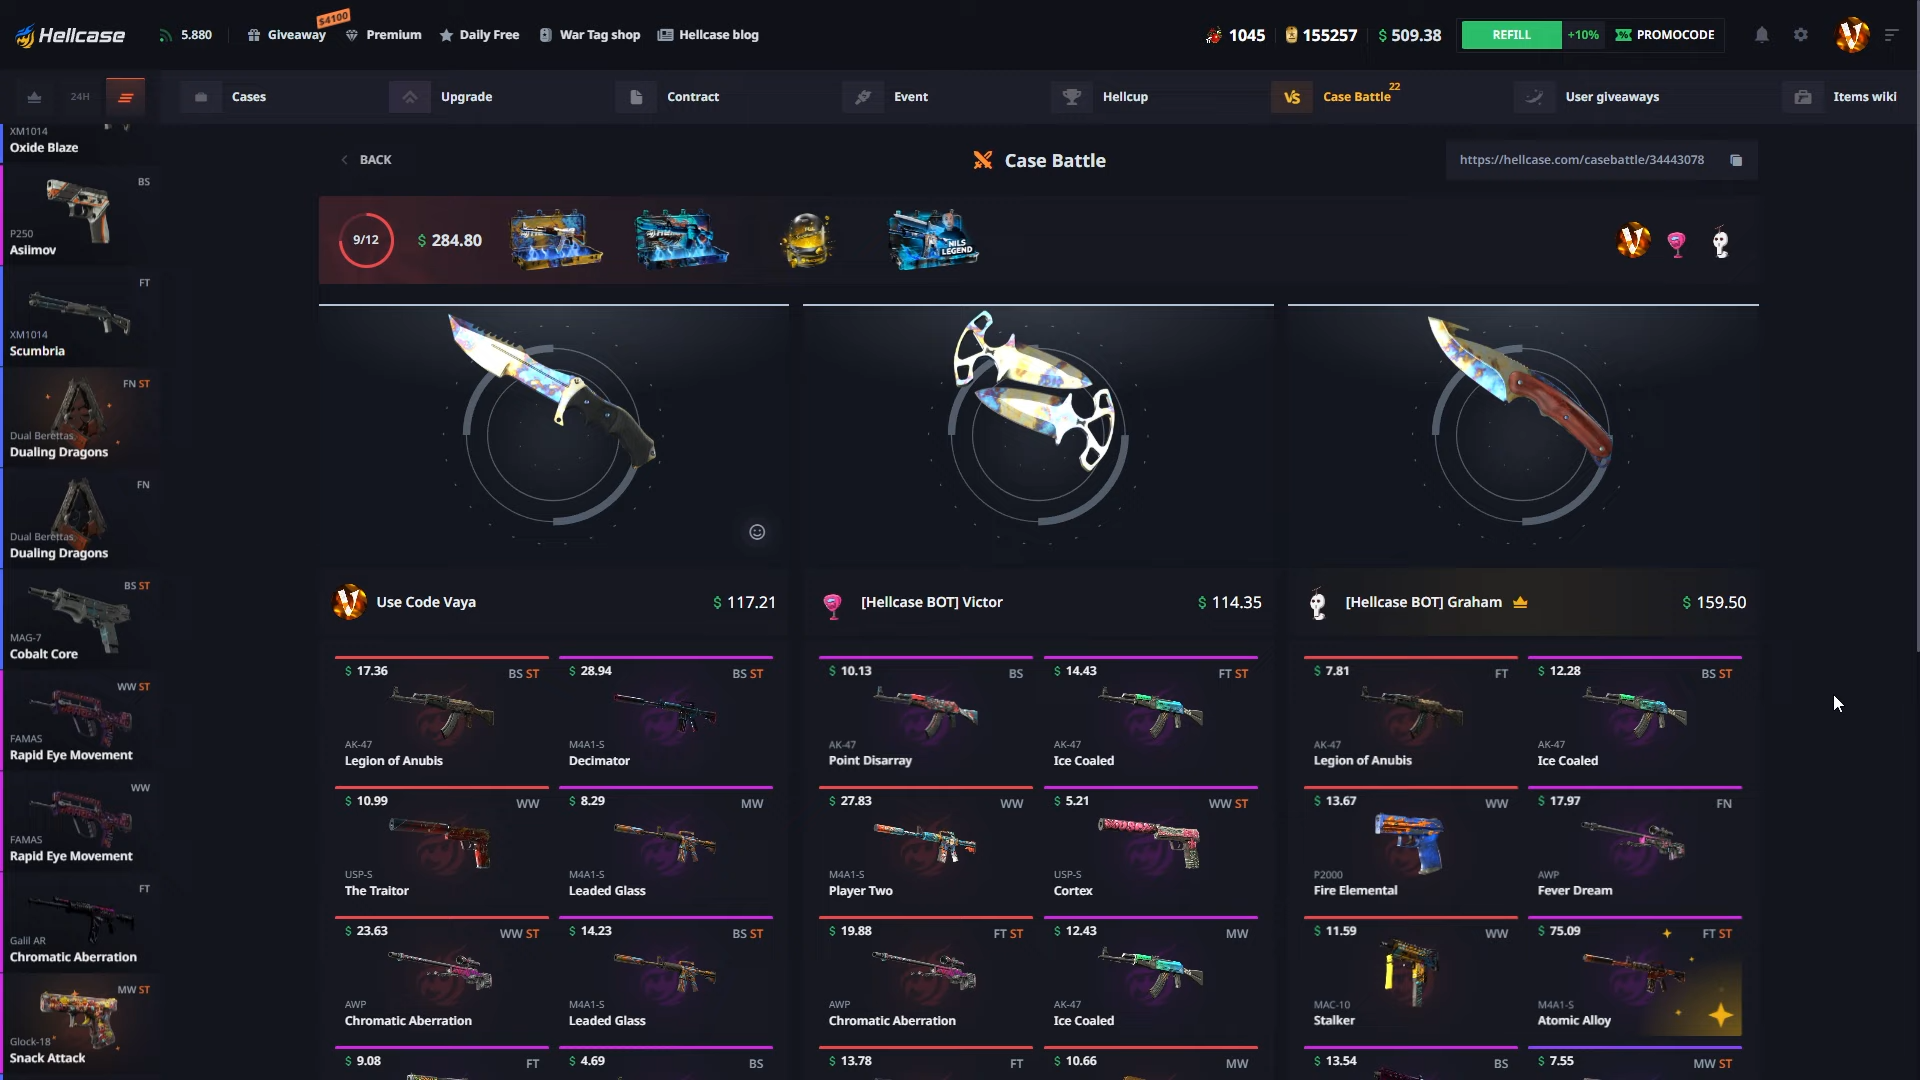 Hellcase
5.880
$4100
Giveaway
Premium
Daily Free
War Tag shop
Hellcase blog
1045
155257
$ 509.38
REFILL
+10%
PROMOCODE
24H
Cases
Upgrade
Contract
Event
Hellcup
VS
Case Battle
22
User giveaways
Items wiki
BACK
Case Battle
https://hellcase.com/casebattle/34443078
9/12
$ 284.80
NILS
LEGEND
XM1014
Oxide Blaze
BS
P250
Asiimov
FT
XM1014
Scumbria
FN ST
Dual Berettas
Dualing Dragons
FN
Dual Berettas
Dualing Dragons
BS ST
MAG-7
Cobalt Core
WW ST
FAMAS
Rapid Eye Movement
WW
FAMAS
Rapid Eye Movement
FT
Galil AR
Chromatic Aberration
MW ST
Glock-18
Snack Attack
Use Code Vaya
$ 117.21
$ 17.36
BS ST
AK-47
Legion of Anubis
$ 28.94
BS ST
M4A1-S
Decimator
$ 10.99
WW
USP-S
The Traitor
$ 8.29
MW
M4A1-S
Leaded Glass
$ 23.63
WW ST
AWP
Chromatic Aberration
$ 14.23
BS ST
M4A1-S
Leaded Glass
$ 9.08
FT
$ 4.69
BS
[Hellcase BOT] Victor
$ 114.35
$ 10.13
BS
AK-47
Point Disarray
$ 14.43
FT ST
AK-47
Ice Coaled
$ 27.83
WW
M4A1-S
Player Two
$ 5.21
WW ST
USP-S
Cortex
$ 19.88
FT ST
AWP
Chromatic Aberration
$ 12.43
MW
AK-47
Ice Coaled
$ 13.78
FT
$ 10.66
MW
[Hellcase BOT] Graham
$ 159.50
$ 7.81
FT
AK-47
Legion of Anubis
$ 12.28
BS ST
AK-47
Ice Coaled
$ 13.67
WW
P2000
Fire Elemental
$ 17.97
FN
AWP
Fever Dream
$ 11.59
WW
MAC-10
Stalker
$ 75.09
FT ST
M4A1-S
Atomic Alloy
$ 13.54
BS
$ 7.55
MW ST